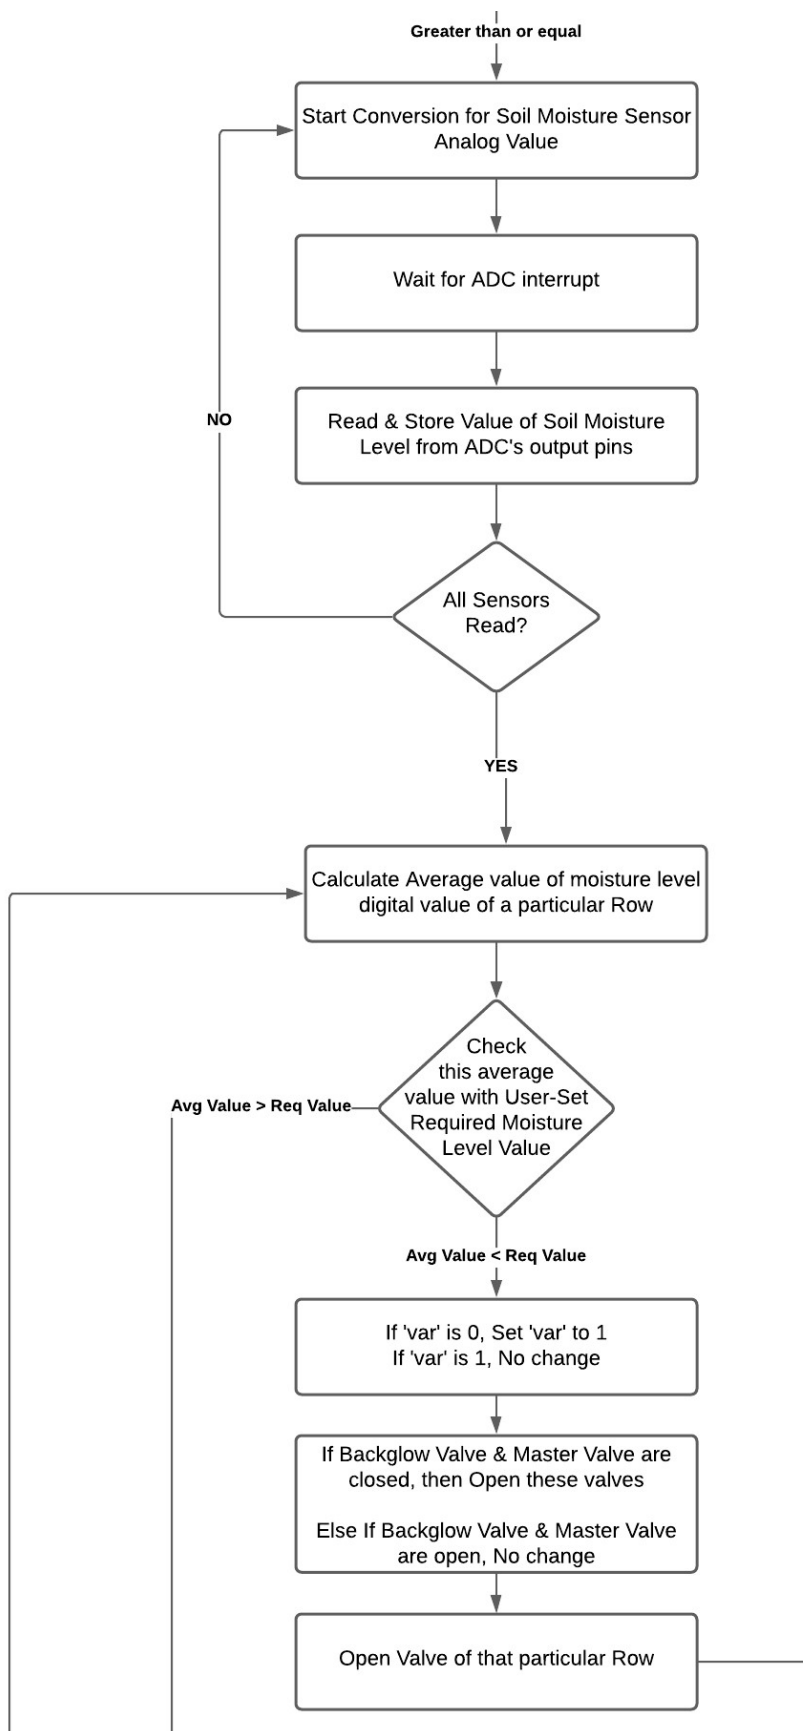 Greater than or equal
Start Conversion for Soil Moisture Sensor
Analog Value
Wait for ADC interrupt
Read & Store Value of Soil Moisture
Level from ADC's output pins
NO
All Sensors
Read?
YES
Calculate Average value of moisture level
digital value of a particular Row
Check
this average
value with User-Set
Required Moisture
Level Value
Avg Value > Req Value
Avg Value < Req Value
If 'var' is 0, Set 'var' to 1
If 'var' is 1, No change
If Backglow Valve & Master Valve are
closed, then Open these valves
Else If Backglow Valve & Master Valve
are open, No change
Open Valve of that particular Row